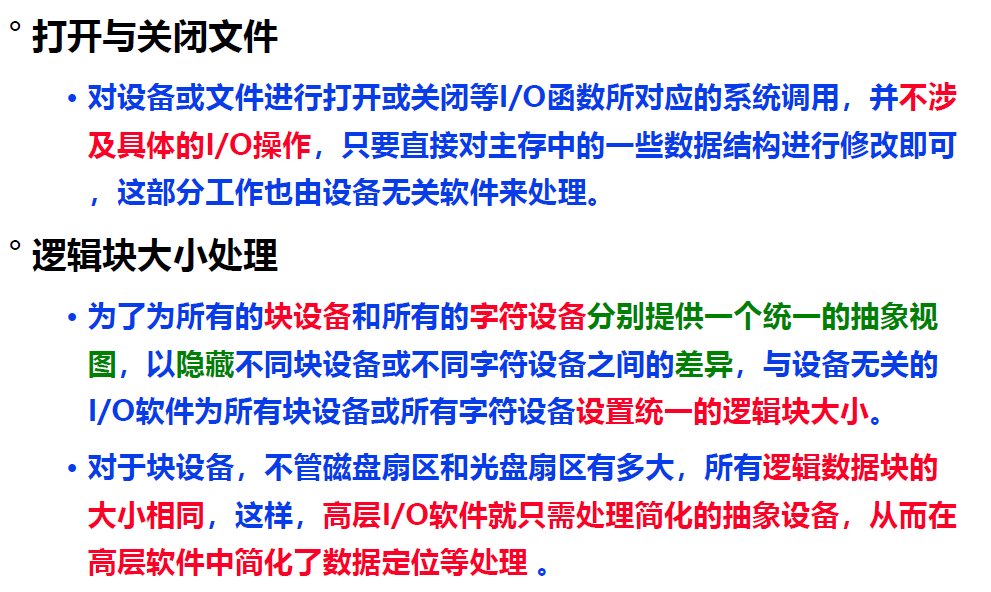 ° 打开与关闭文件
• 对设备或文件进行打开或关闭等I/O函数所对应的系统调用，并不涉
及具体的I/O操作，只要直接对主存中的一些数据结构进行修改即可
，这部分工作也由设备无关软件来处理。
° 逻辑块大小处理
• 为了为所有的块设备和所有的字符设备分别提供一个统一的抽象视
图，以隐藏不同块设备或不同字符设备之间的差异，与设备无关的
I/O软件为所有块设备或所有字符设备设置统一的逻辑块大小。
• 对于块设备，不管磁盘扇区和光盘扇区有多大，所有逻辑数据块的
大小相同，这样，高层I/O软件就只需处理简化的抽象设备，从而在
高层软件中简化了数据定位等处理 。